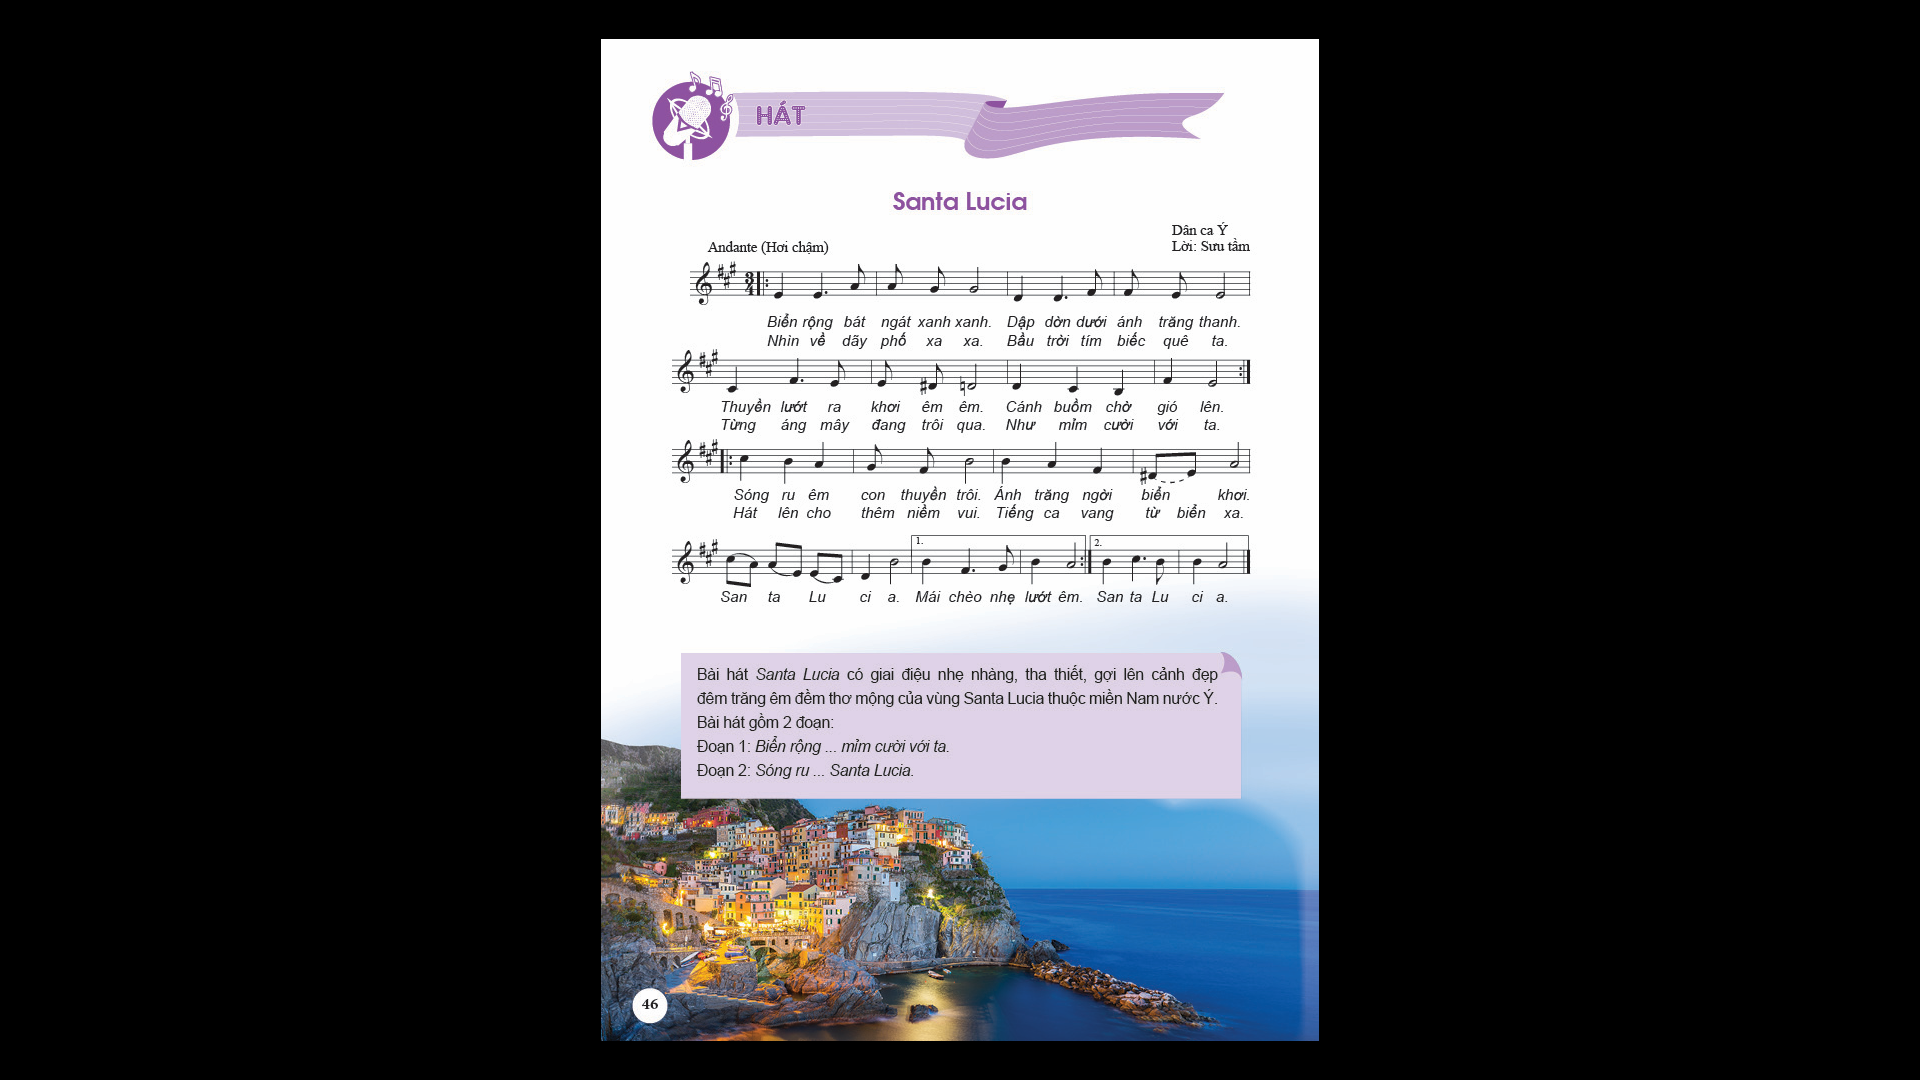 HÁT
Santa Lucia
Dân ca Ý
Andante (Hơi chậm)
Lời: Sưu tầm
3
4
Biển rộng bát ngát xanh xanh. Dập dờn dưới ánh trăng thanh.
Nhìn về dãy phố xa xa. Bầu trời tím biếc quê ta.
Thuyền lướt ra khơi êm êm. Cánh buồm chờ gió lên.
Từng áng mây đang trôi qua. Như mỉm cười với ta.
Sóng ru êm con thuyền trôi. Ánh trăng ngời biển khơi.
Hát lên cho thêm niềm vui. Tiếng ca vang từ biển xa.
1.
2.
San ta Lu ci a. Mái chèo nhẹ lướt êm. San ta Lu ci a.
Bài hát Santa Lucia có giai điệu nhẹ nhàng, tha thiết, gợi lên cảnh đẹp
đêm trăng êm đềm thơ mộng của vùng Santa Lucia thuộc miền Nam nước Ý.
Bài hát gồm 2 đoạn:
Đoạn 1: Biển rộng ... mỉm cười với ta.
Đoạn 2: Sóng ru ... Santa Lucia.
46